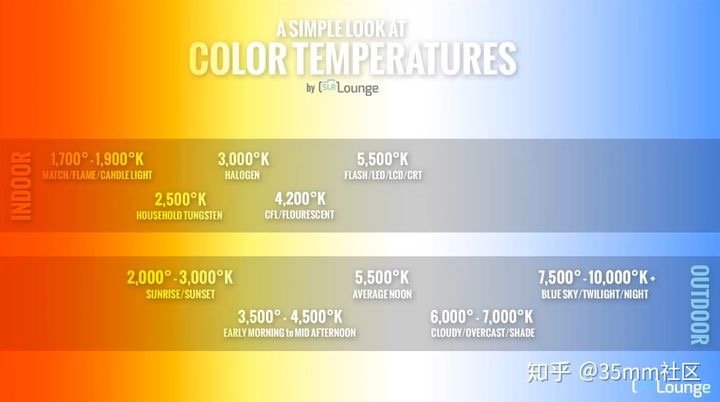 A SIMPLE LOOK AT
COLOR TEMPERATURES
by [SLR]Lounge
INDOOR
1,700° - 1,900°K
MATCH/FLAME/CANDLE LIGHT
3,000°K
HALOGEN
5,500°K
FLASH/LED/LCD/CRT
2,500°K
HOUSEHOLD TUNGSTEN
4,200°K
CFL/FLOURESCENT
2,000° - 3,000°K
SUNRISE/SUNSET
5,500°K
AVERAGE NOON
7,500° - 10,000°K +
BLUE SKY/TWILIGHT/NIGHT
OUTDOOR
3,500° - 4,500°K
EARLY MORNING to MID AFTERNOON
6,000° - 7,000°K
CLOUDY/OVERCAST/SHADE
知乎 @35mm社区
Lounge